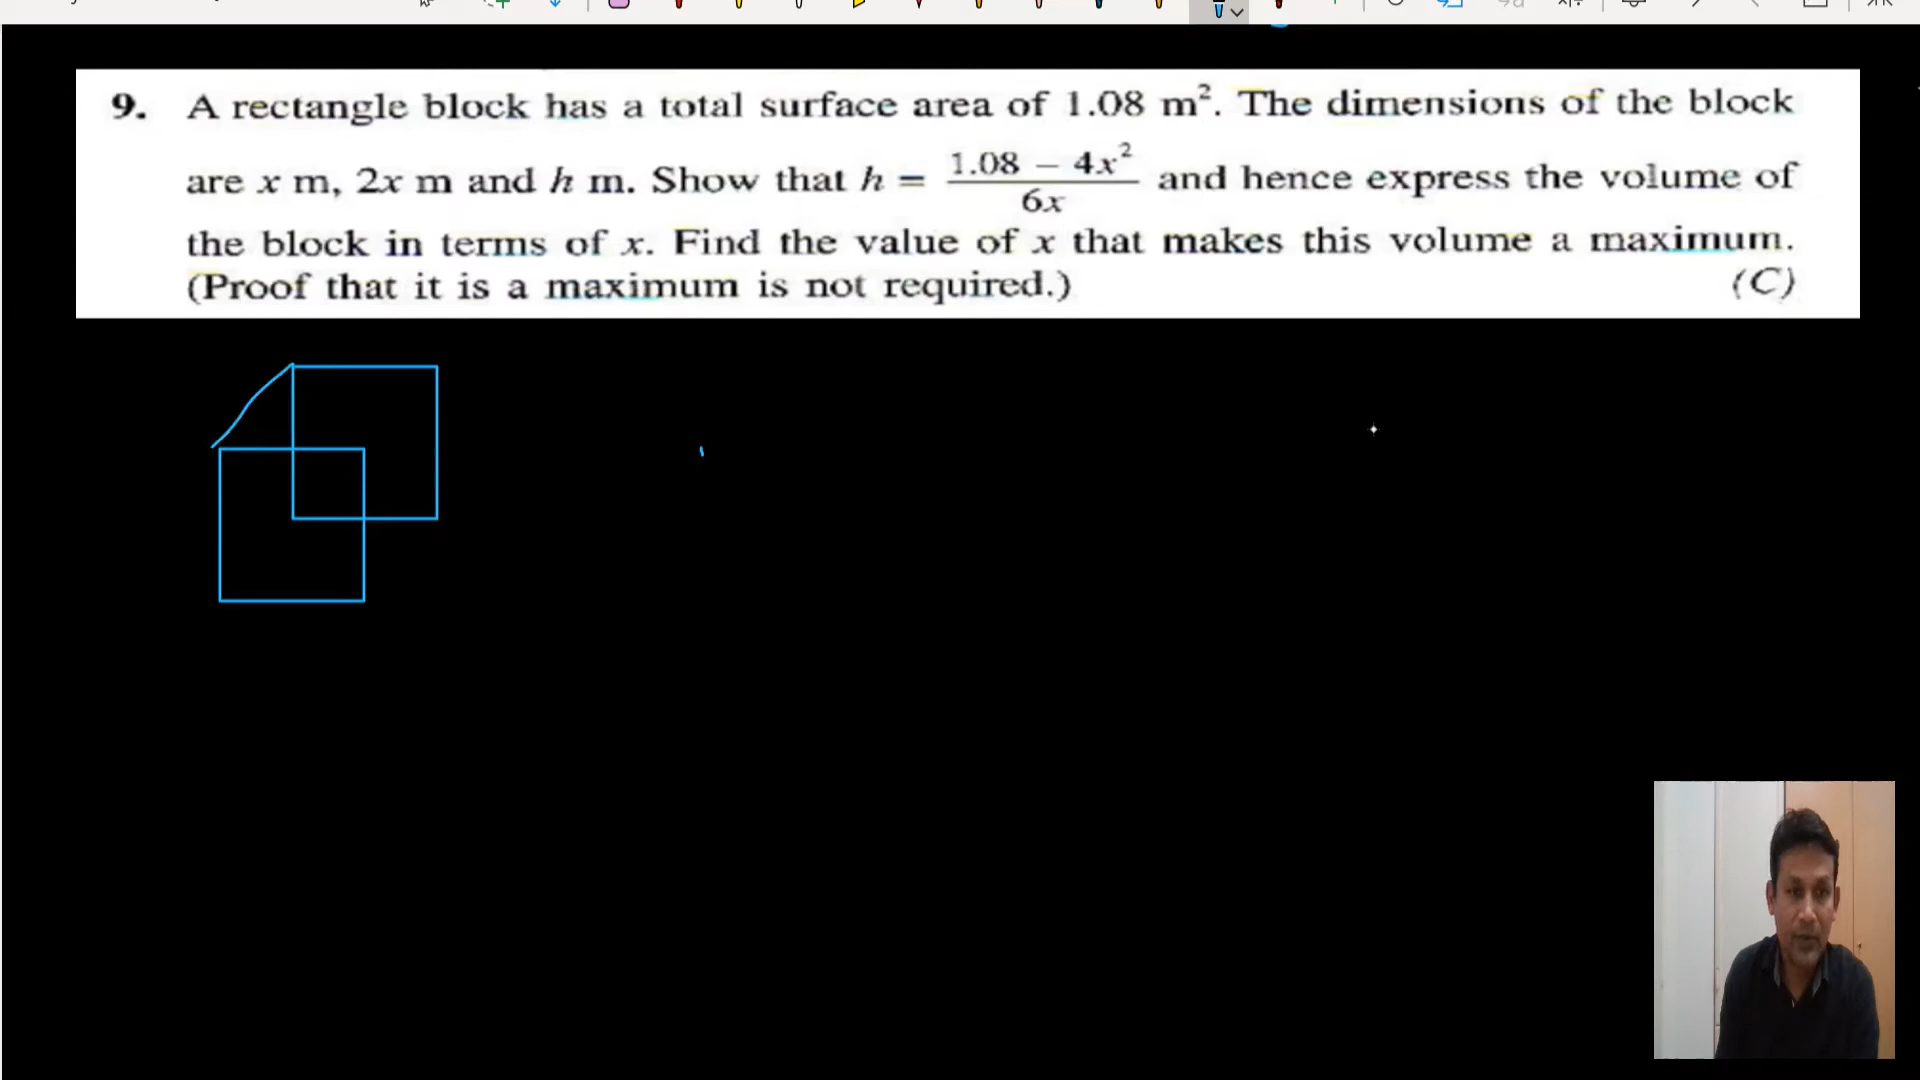 9. A rectangle block has a total surface area of 1.08 m². The dimensions of the block
are x m, 2x m and h m. Show that h = \frac{1.08 − 4x²}{6x} and hence express the volume of
the block in terms of x. Find the value of x that makes this volume a maximum.
(Proof that it is a maximum is not required.) (C)